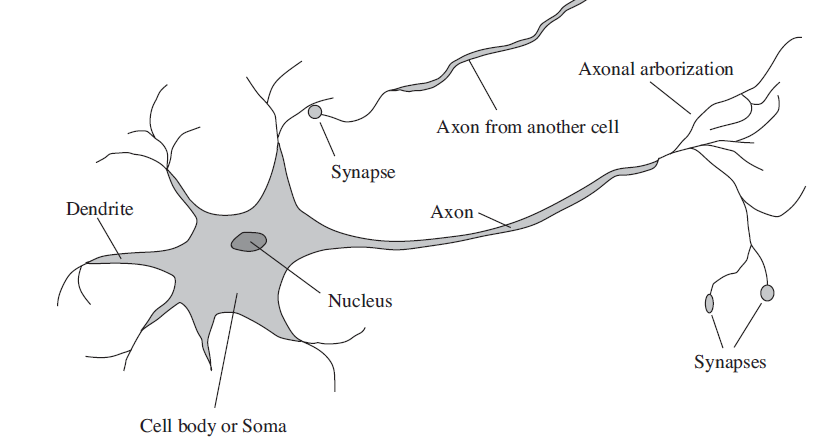 Axonal arborization
Axon from another cell
Synapse
Dendrite
Axon
Nucleus
Synapses
Cell body or Soma